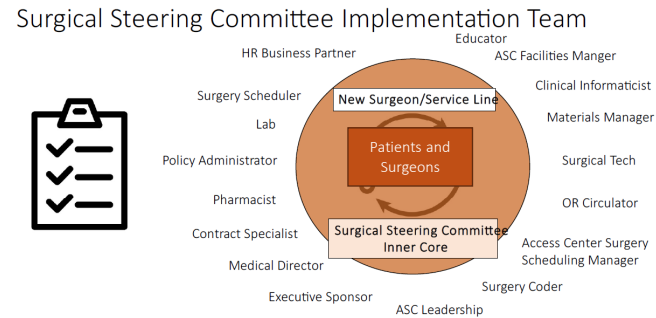 Surgical Steering Committee Implementation Team
Educator
HR Business Partner
ASC Facilities Manger
Clinical Informaticist
Surgery Scheduler
New Surgeon/Service Line
Materials Manager
Lab
Patients and
Surgeons
Policy Administrator
Surgical Tech
Pharmacist
OR Circulator
Contract Specialist
Surgical Steering Committee
Inner Core
Access Center Surgery
Scheduling Manager
Medical Director
Surgery Coder
Executive Sponsor
ASC Leadership